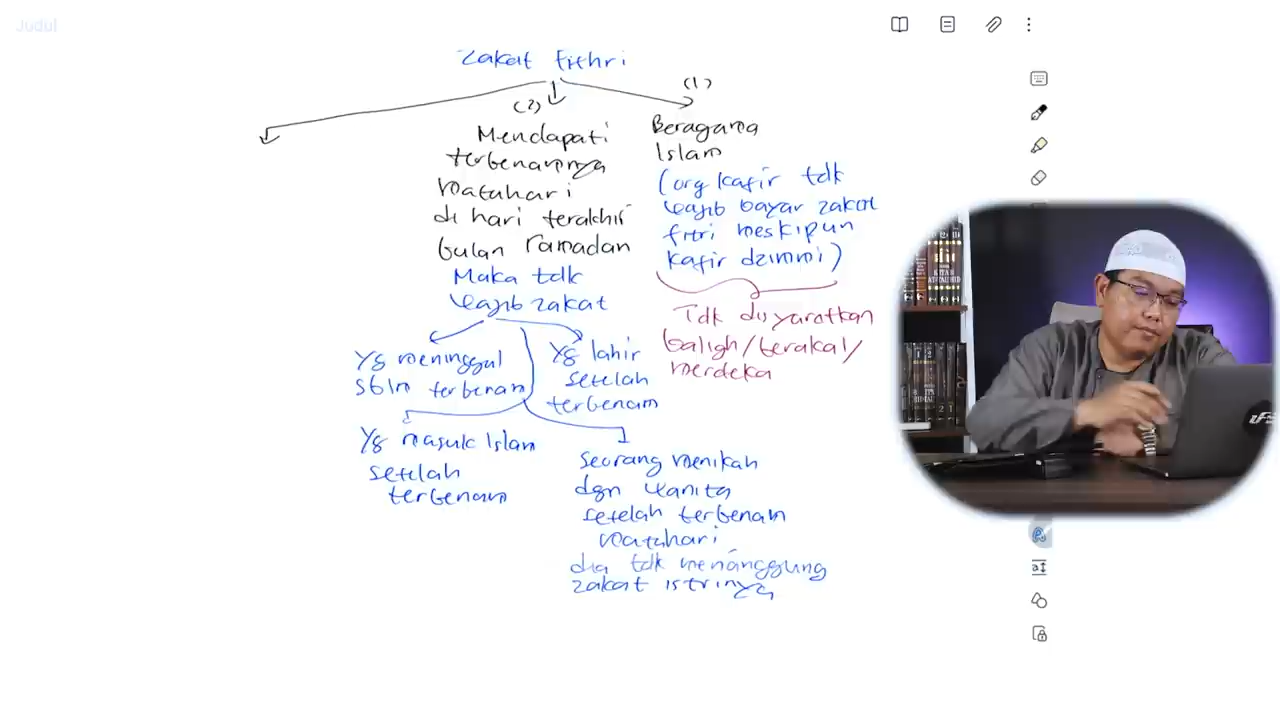 Judul
Zakat Fithri
(1)
Beragama
Islam
(org kafir tdk
wajib bayar zakat
fitri meskipun
kafir dzimmi)
Tdk disyaratkan
baligh/berakal/
merdeka
(2)
Mendapati
terbenamnya
matahari
di hari terakhir
bulan ramadan
Maka tdk
wajib zakat
Yg meninggal
sblm terbenam
Yg lahir
setelah
terbenam
Yg masuk Islam
setelah
terbenam
Seorang menikah
dgn wanita
setelah terbenam
matahari
dia tdk menanggung
zakat istrinya